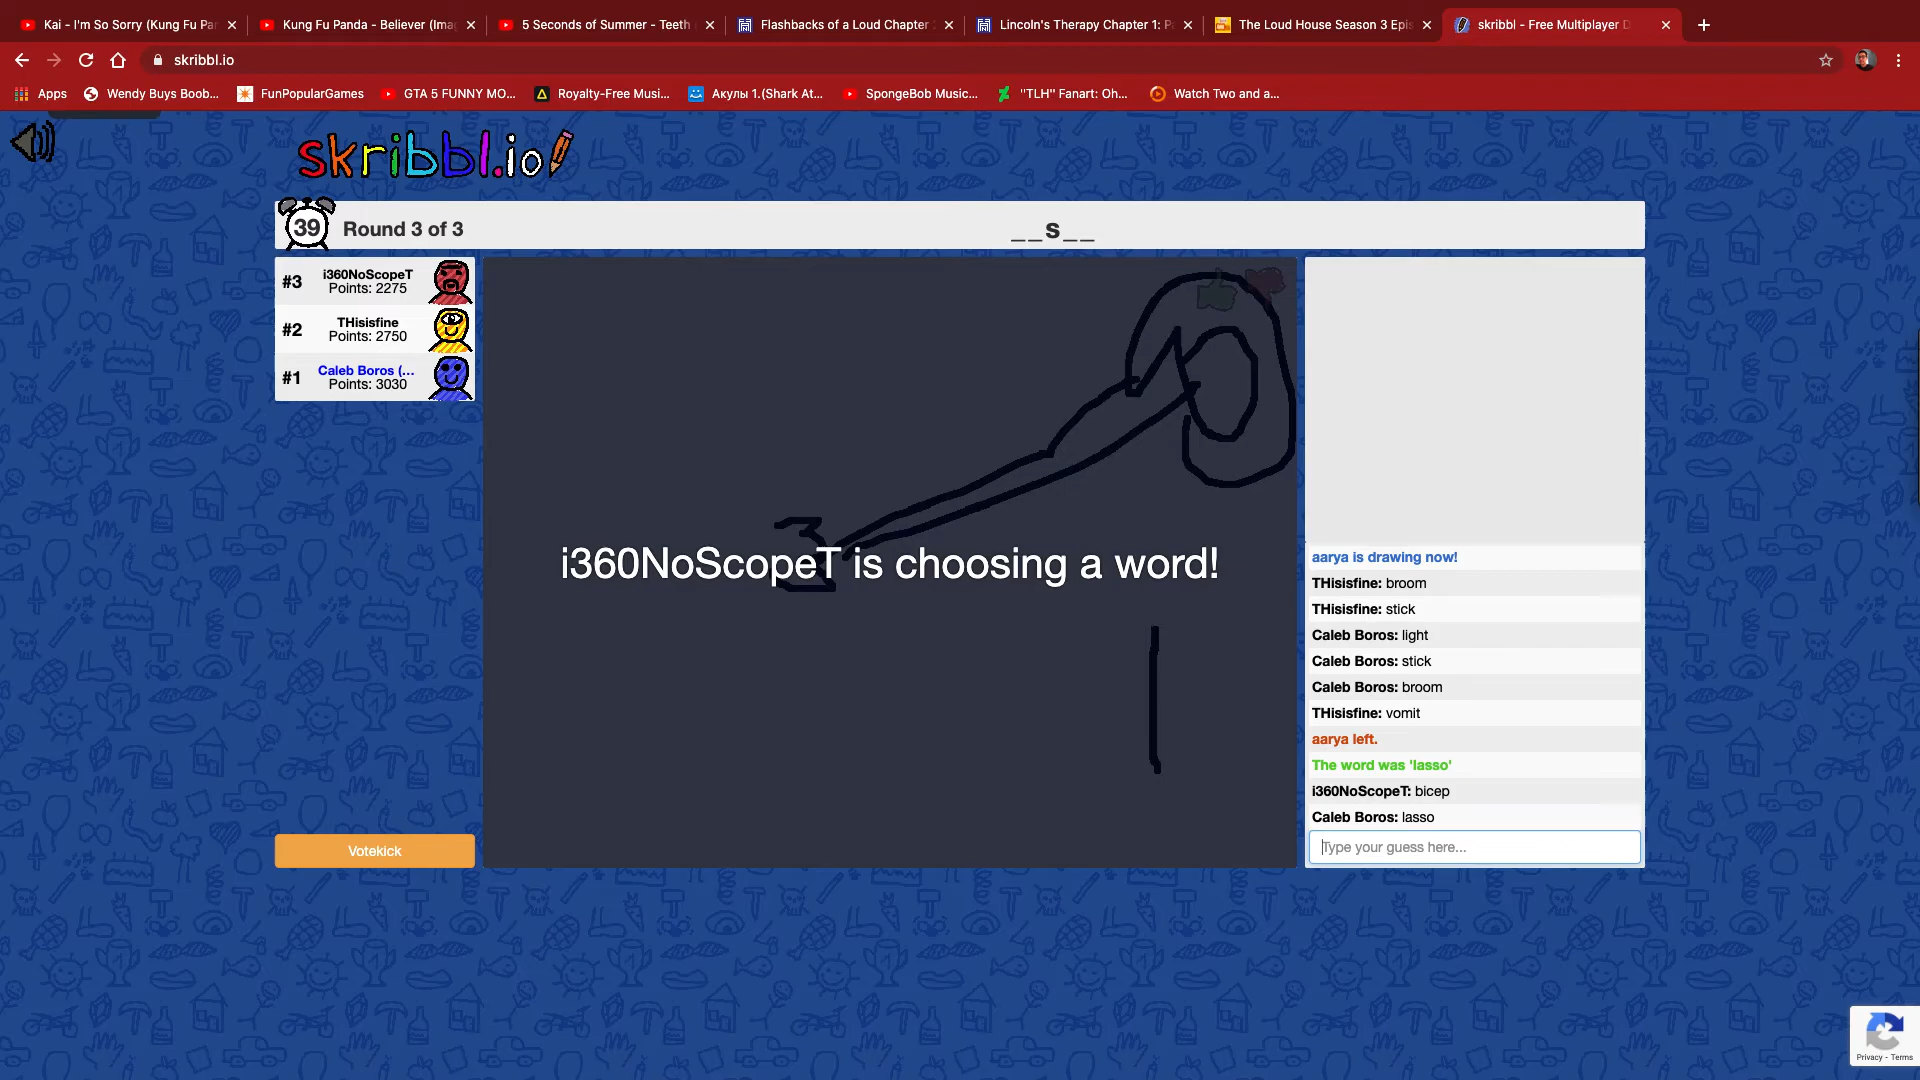 Kai - I'm So Sorry (Kung Fu Par
Kung Fu Panda - Believer (Imag
5 Seconds of Summer - Teeth
Flashbacks of a Loud Chapter
Lincoln's Therapy Chapter 1: Pa
The Loud House Season 3 Epis
skribbl - Free Multiplayer D
skribbl.io
Apps
Wendy Buys Boob...
FunPopularGames
GTA 5 FUNNY MO...
Royalty-Free Musi...
Акулы 1.(Shark At...
SpongeBob Music...
"TLH" Fanart: Oh...
Watch Two and a...
skribbl.io
39
Round 3 of 3
__s__
#3
i360NoScopeT
Points: 2275
#2
THisisfine
Points: 2750
#1
Caleb Boros (...
Points: 3030
i360NoScopeT is choosing a word!
aarya is drawing now!
THisisfine: broom
THisisfine: stick
Caleb Boros: light
Caleb Boros: stick
Caleb Boros: broom
THisisfine: vomit
aarya left.
The word was 'lasso'
i360NoScopeT: bicep
Caleb Boros: lasso
Type your guess here...
Votekick
Privacy - Terms